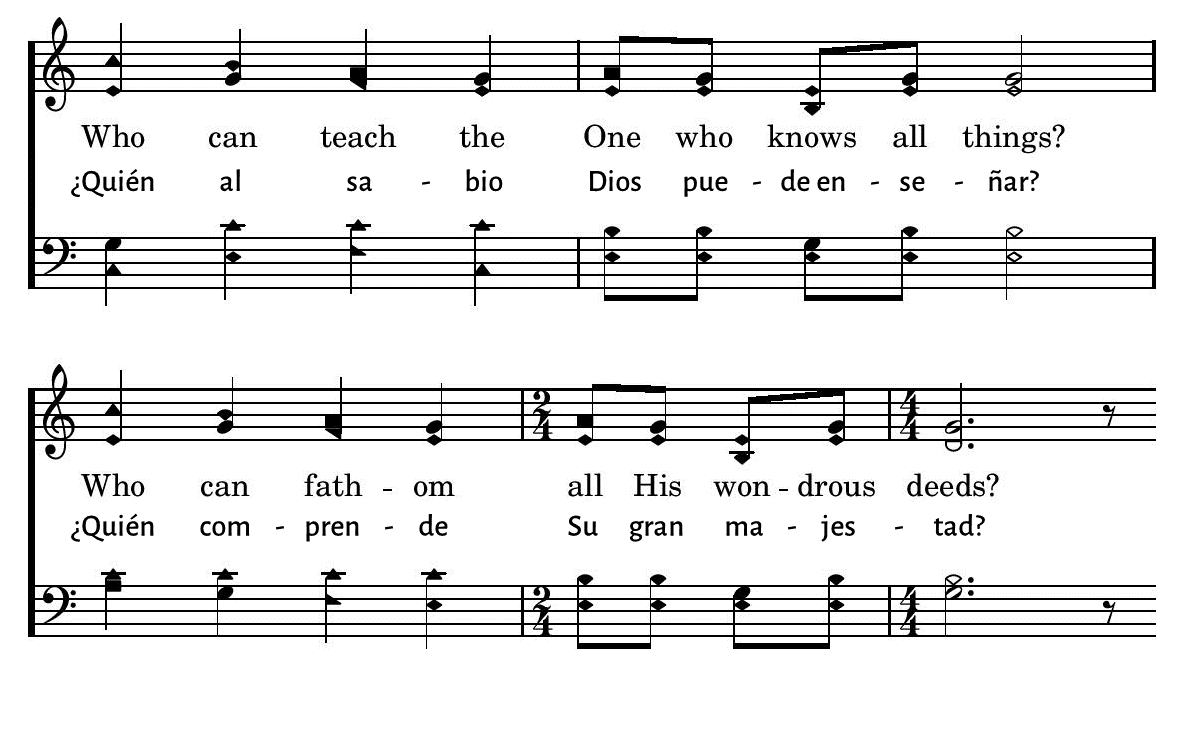 Who can teach the One who knows all things?
¿Quién al sa - bio Dios pue - de en - se - ñar?
Who can fath - om all His won - drous deeds?
¿Quién com - pren - de Su gran ma - jes - tad?